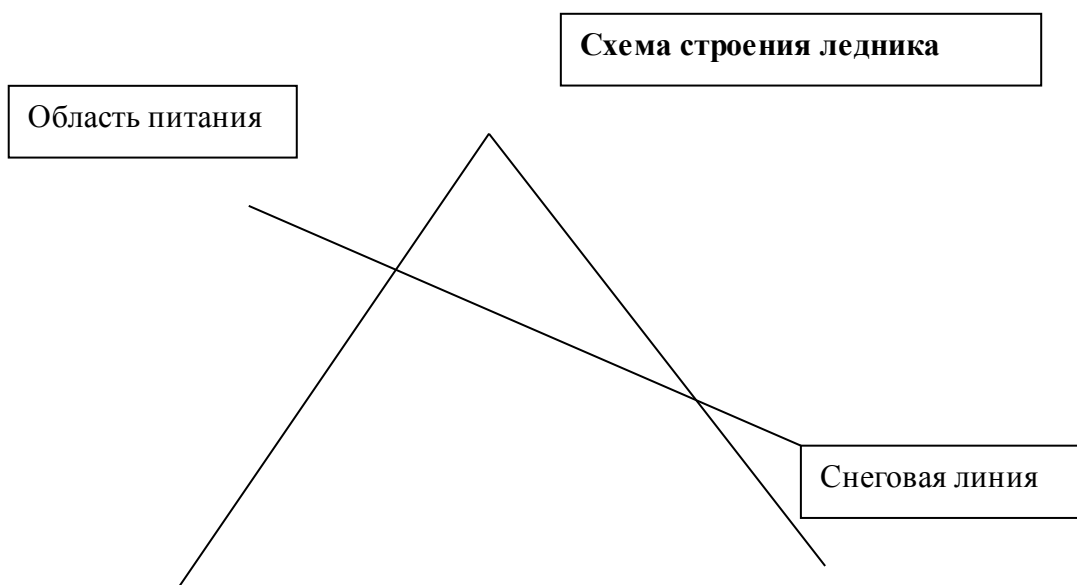 Схема строения ледника
Область питания
Снеговая линия